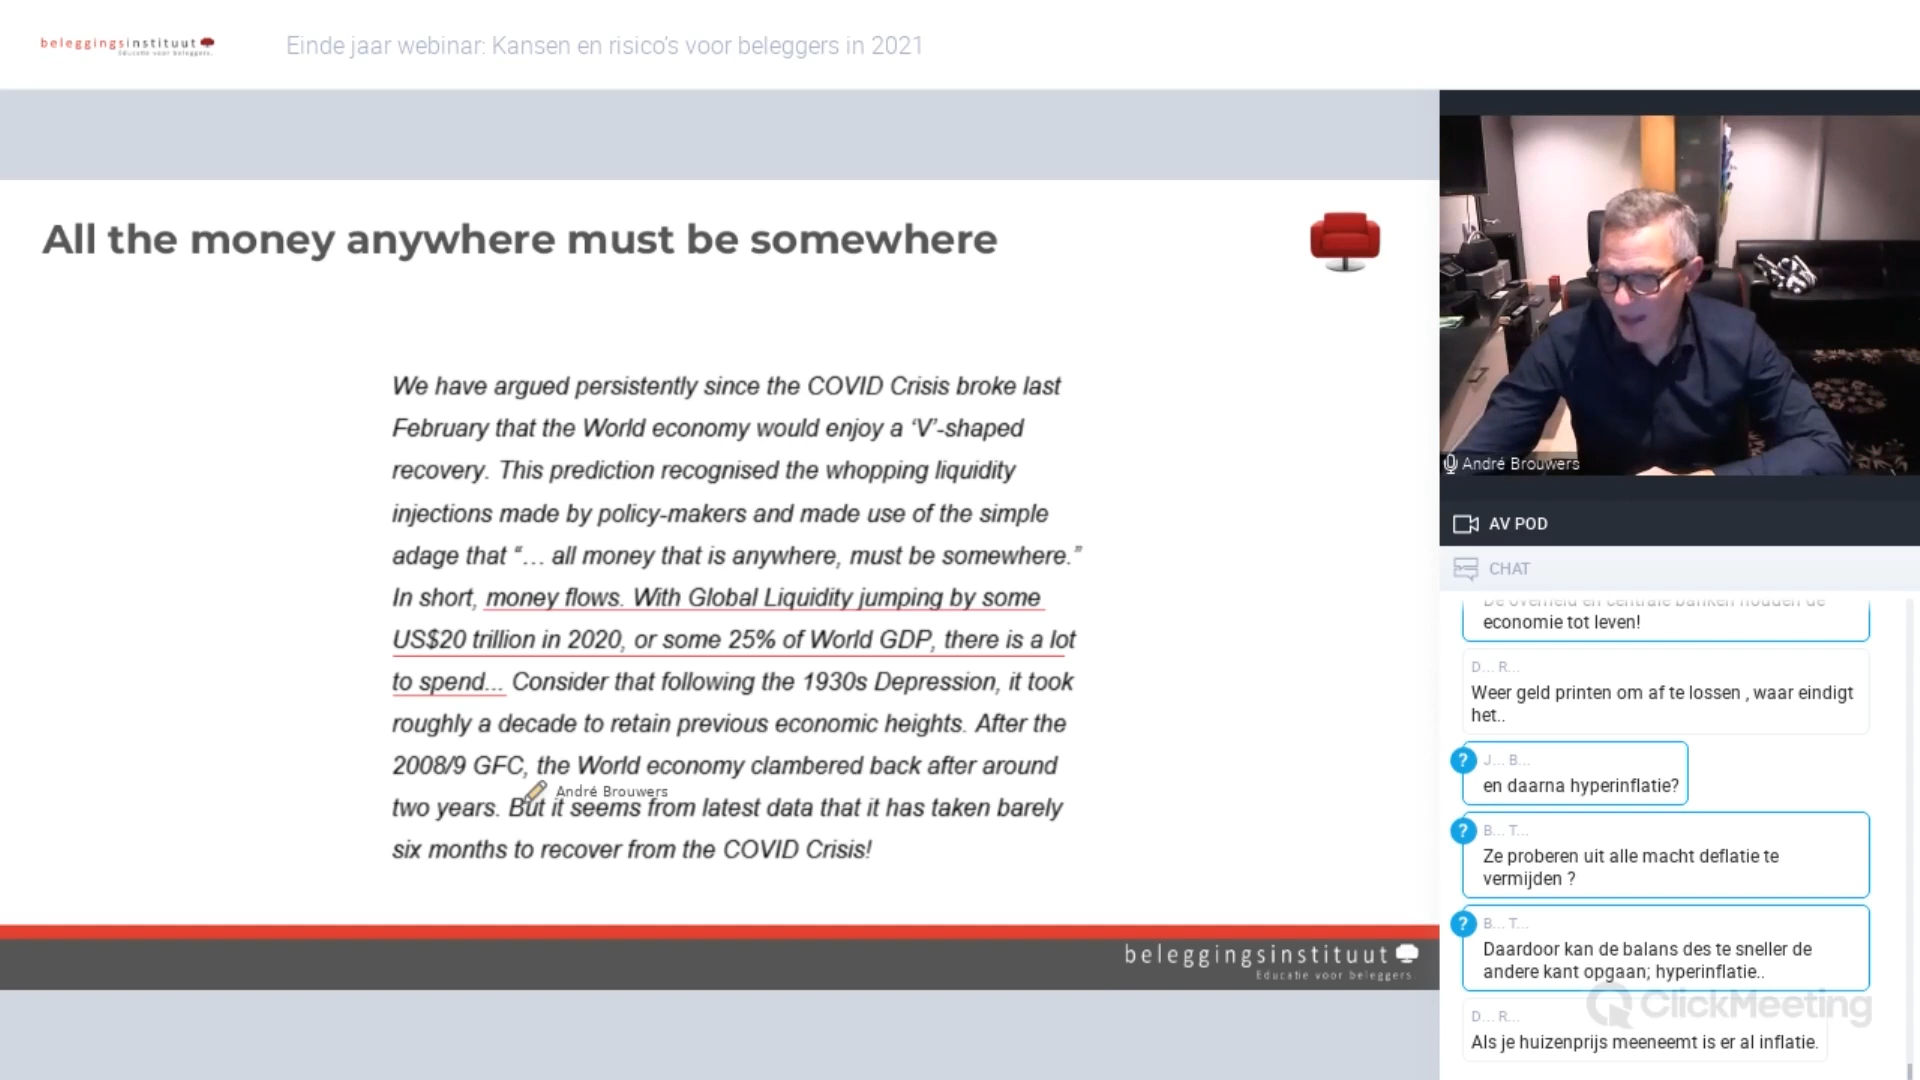 beleggingsinstituut
Educatie voor beleggers.
Einde jaar webinar: Kansen en risico's voor beleggers in 2021
All the money anywhere must be somewhere
We have argued persistently since the COVID Crisis broke last
February that the World economy would enjoy a ‘V’-shaped
recovery. This prediction recognised the whopping liquidity
injections made by policy-makers and made use of the simple
adage that “… all money that is anywhere, must be somewhere.”
In short, money flows. With Global Liquidity jumping by some
US$20 trillion in 2020, or some 25% of World GDP, there is a lot
to spend... Consider that following the 1930s Depression, it took
roughly a decade to retain previous economic heights. After the
2008/9 GFC, the World economy clambered back after around
André Brouwers
two years. But it seems from latest data that it has taken barely
six months to recover from the COVID Crisis!
beleggingsinstituut
Educatie voor beleggers.
André Brouwers
AV POD
CHAT
De overheid en centrale banken houden de
economie tot leven!
D... R...
Weer geld printen om af te lossen , waar eindigt
het..
?
J... B...
en daarna hyperinflatie?
?
B... T...
Ze proberen uit alle macht deflatie te
vermijden ?
?
B... T...
Daardoor kan de balans des te sneller de
andere kant opgaan; hyperinflatie..
ClickMeeting
D... R...
Als je huizenprijs meeneemt is er al inflatie.